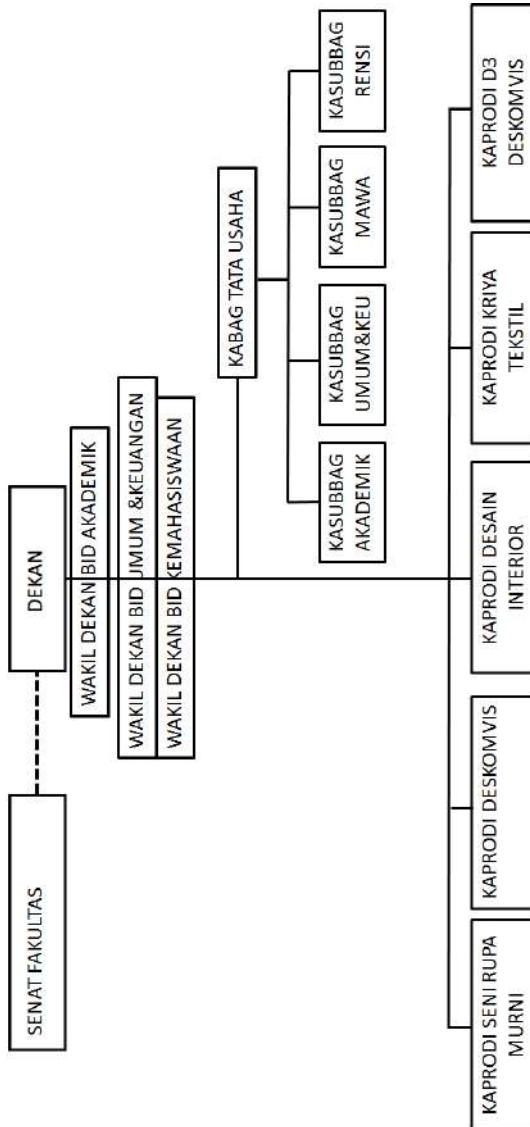 SENAT FAKULTAS
DEKAN
WAKIL DEKAN BID AKADEMIK
WAKIL DEKAN BID UMUM &KEUANGAN
WAKIL DEKAN BID KEMAHASISWAAN
KABAG TATA USAHA
KASUBBAG
AKADEMIK
KASUBBAG
UMUM&KEU
KASUBBAG
MAWA
KASUBBAG
RENSI
KAPRODI SENI RUPA
MURNI
KAPRODI DESKOMVIS
KAPRODI DESAIN
INTERIOR
KAPRODI KRIYA
TEKSTIL
KAPRODI D3
DESKOMVIS